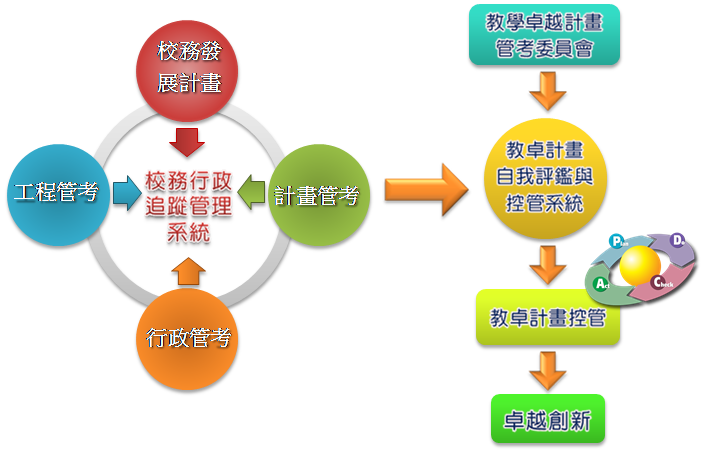 校務發
展計畫
工程管考
校務行政
追蹤管理
系統
計畫管考
行政管考
教學卓越計畫
管考委員會
教卓計畫
自我評鑑與
控管系統
Plan
Do
Act
Check
教卓計畫控管
卓越創新